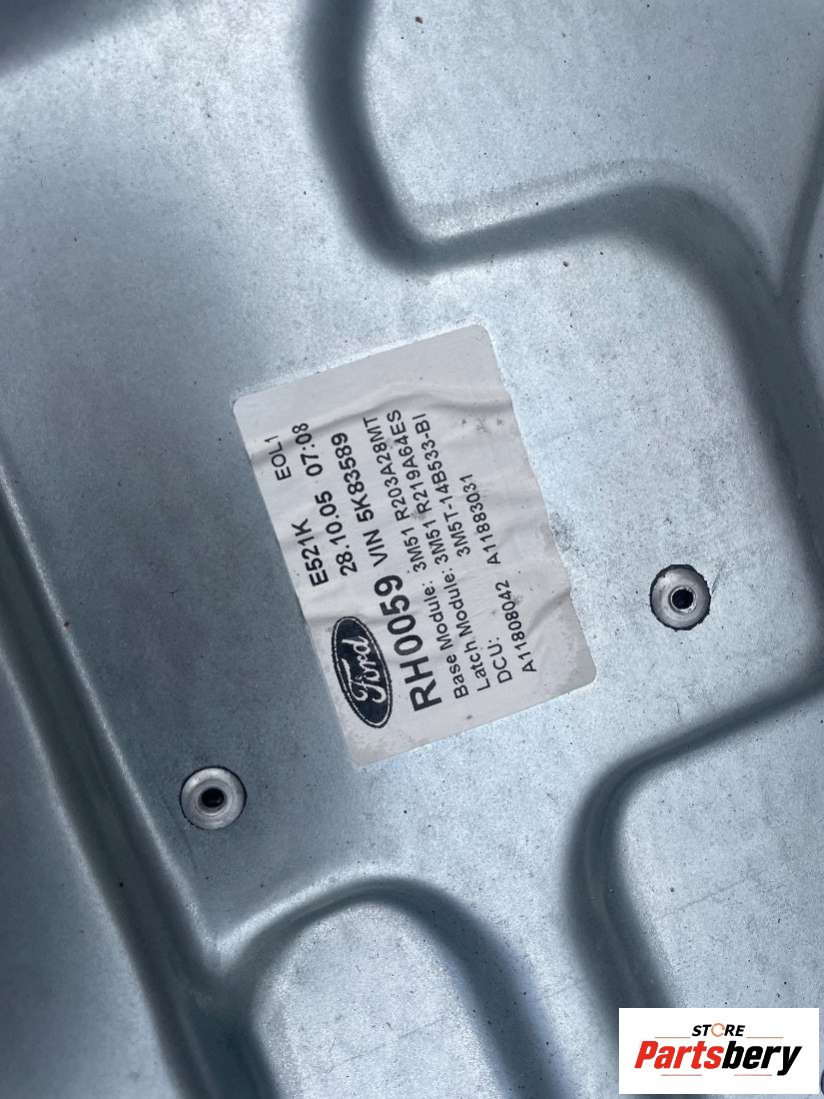 E521K EOL1
28.10.05 07:08
Ford
RH0059 VIN 5K83589
Base Module: 3M51 R203A28MT
Latch Module: 3M51 R219A64ES
DCU: 3M5T-14B533-BI
A11808042 A11883031
STORE
Partsbery